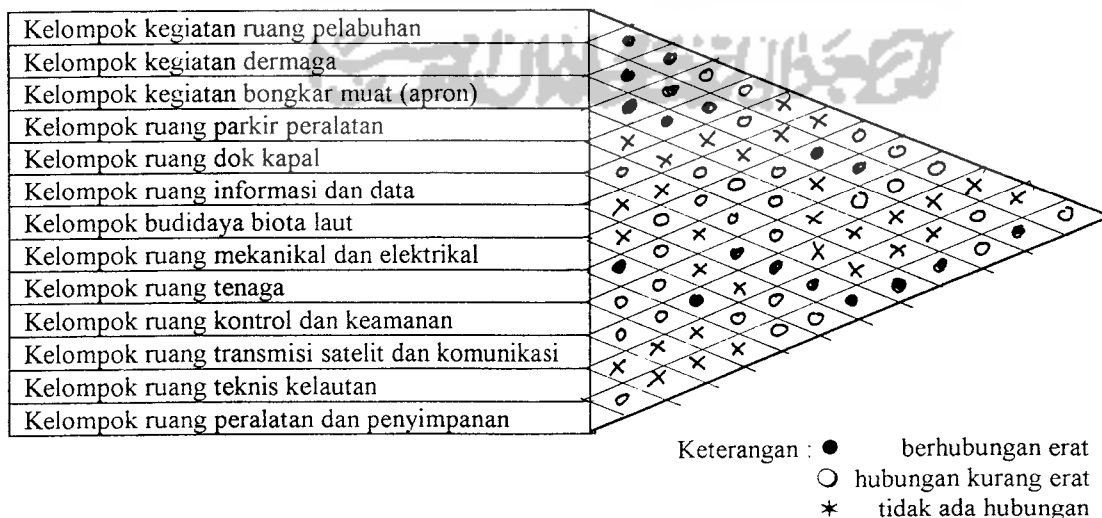 Kelompok kegiatan ruang pelabuhan
Kelompok kegiatan dermaga
Kelompok kegiatan bongkar muat (apron)
Kelompok ruang parkir peralatan
Kelompok ruang dok kapal
Kelompok ruang informasi dan data
Kelompok budidaya biota laut
Kelompok ruang mekanikal dan elektrikal
Kelompok ruang tenaga
Kelompok ruang kontrol dan keamanan
Kelompok ruang transmisi satelit dan komunikasi
Kelompok ruang teknis kelautan
Kelompok ruang peralatan dan penyimpanan
Keterangan : ● berhubungan erat
○ hubungan kurang erat
✶ tidak ada hubungan